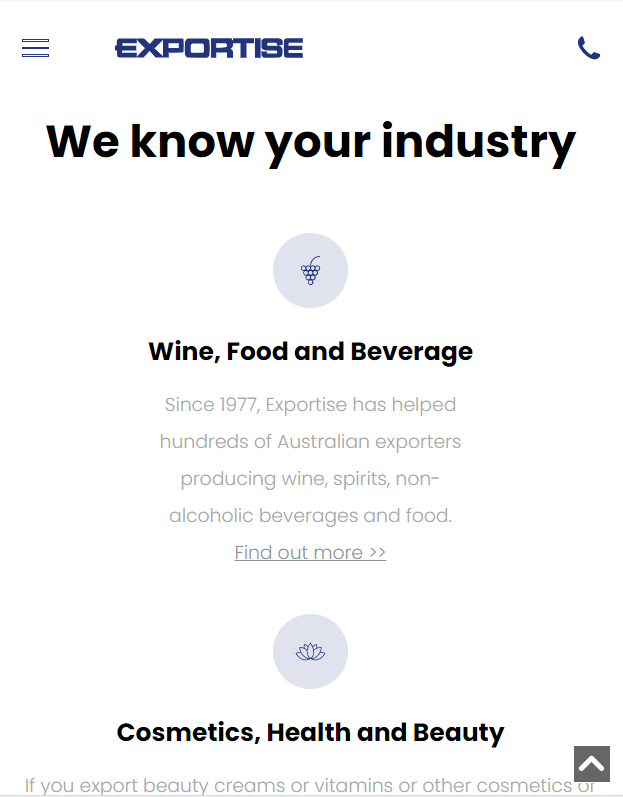 EXPORTISE
We know your industry
Wine, Food and Beverage
Since 1977, Exportise has helped
hundreds of Australian exporters
producing wine, spirits, non-
alcoholic beverages and food.
Find out more >>
Cosmetics, Health and Beauty
If you export beauty creams or vitamins or other cosmetics or